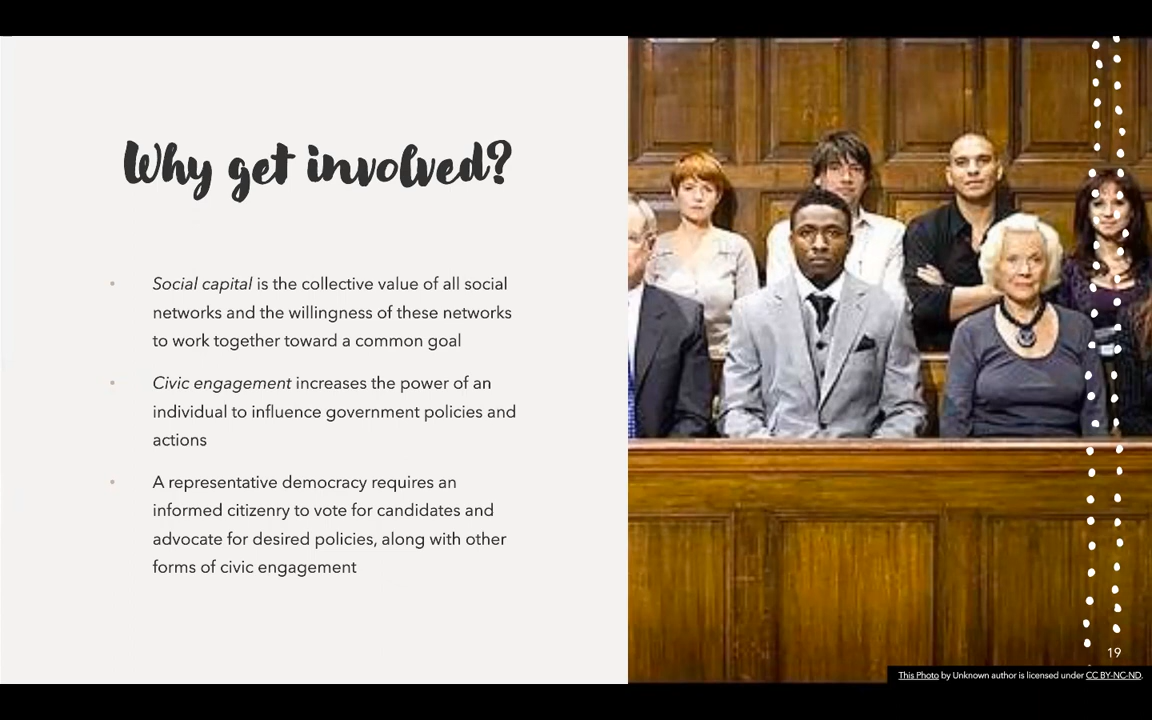 Why get involved?
• Social capital is the collective value of all social
networks and the willingness of these networks
to work together toward a common goal
• Civic engagement increases the power of an
individual to influence government policies and
actions
• A representative democracy requires an
informed citizenry to vote for candidates and
advocate for desired policies, along with other
forms of civic engagement
19
This Photo by Unknown author is licensed under CC BY-NC-ND.